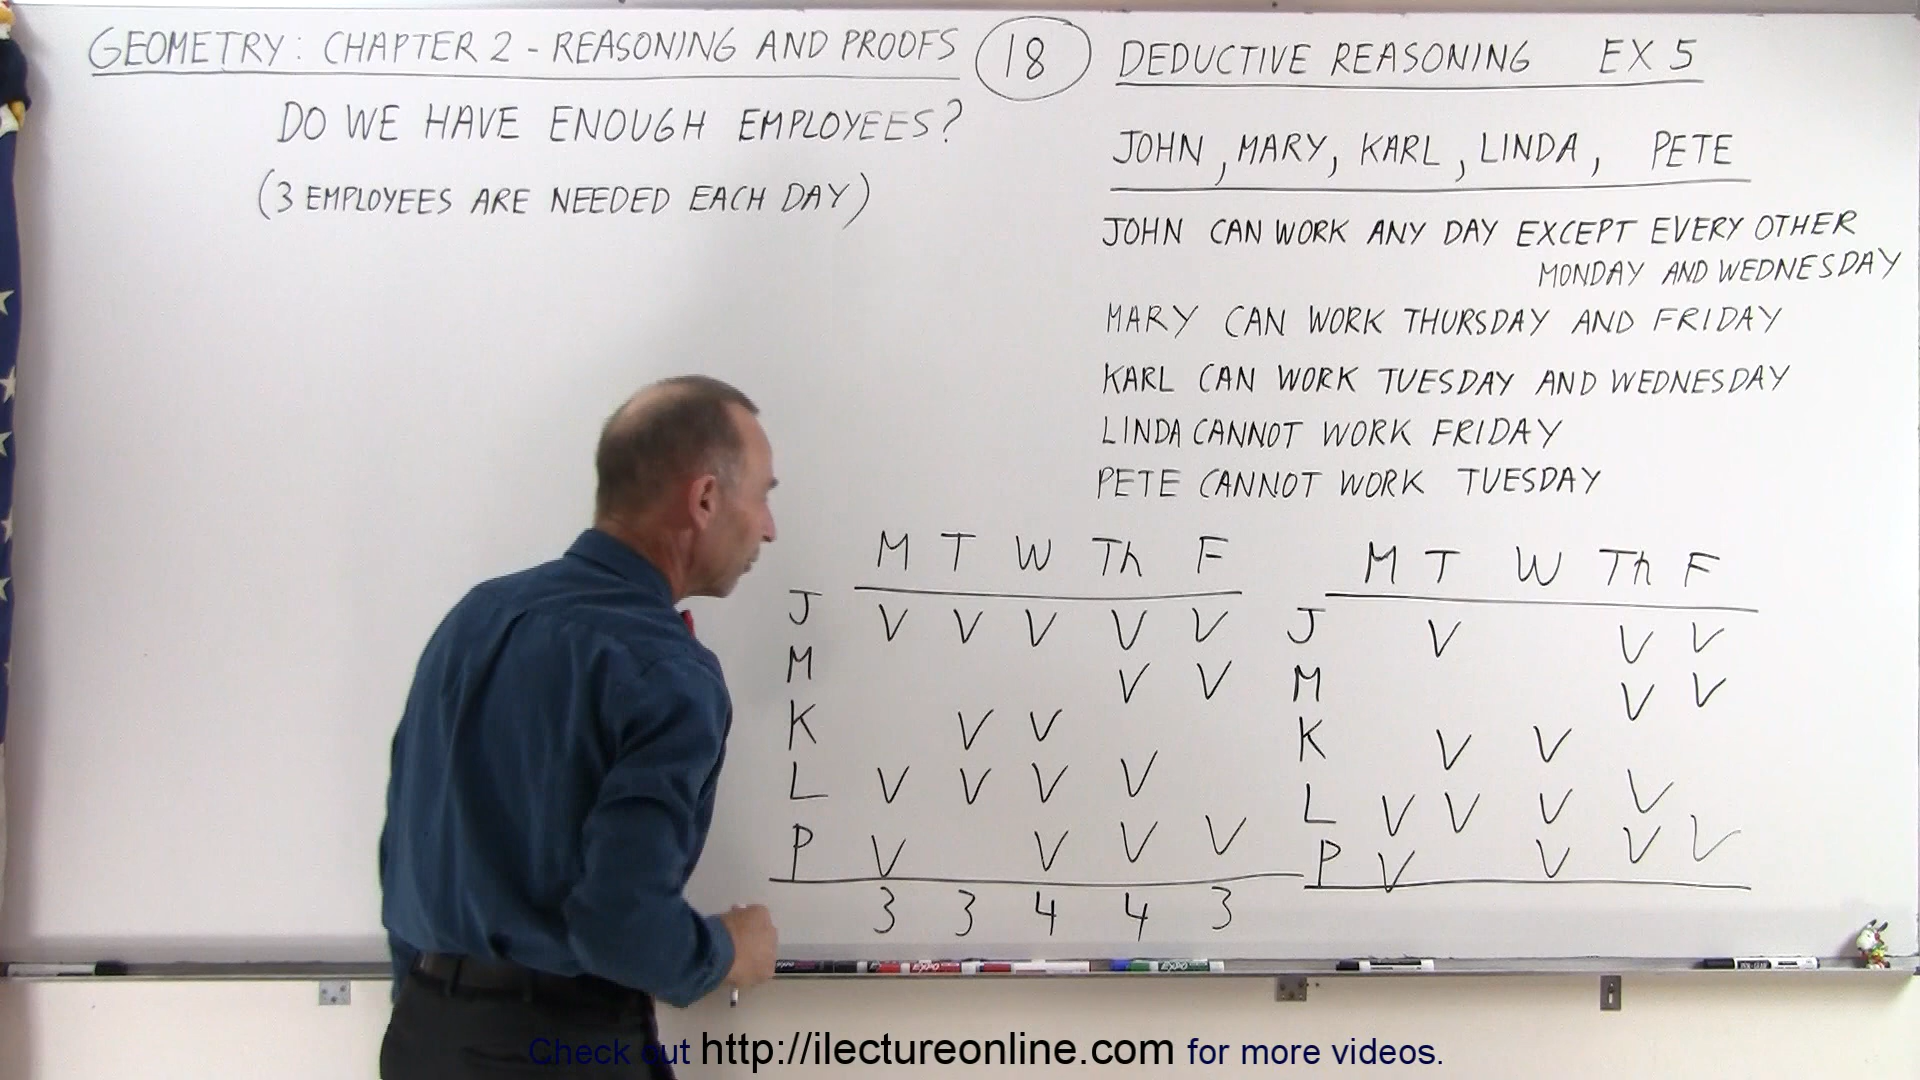 GEOMETRY: CHAPTER 2 - REASONING AND PROOFS 18 DEDUCTIVE REASONING EX 5
DO WE HAVE ENOUGH EMPLOYEES?
(3 EMPLOYEES ARE NEEDED EACH DAY)
JOHN, MARY, KARL, LINDA, PETE
JOHN CAN WORK ANY DAY EXCEPT EVERY OTHER
MONDAY AND WEDNESDAY
MARY CAN WORK THURSDAY AND FRIDAY
KARL CAN WORK TUESDAY AND WEDNESDAY
LINDA CANNOT WORK FRIDAY
PETE CANNOT WORK TUESDAY
M T W Th F
J V V V V V
M V V
K V V
L V V V V
P V V V V
3 3 4 4 3
M T W Th F
J V V V
M V V
K V V
L V V V V
P V V V V
Check out http://ilectureonline.com for more videos.